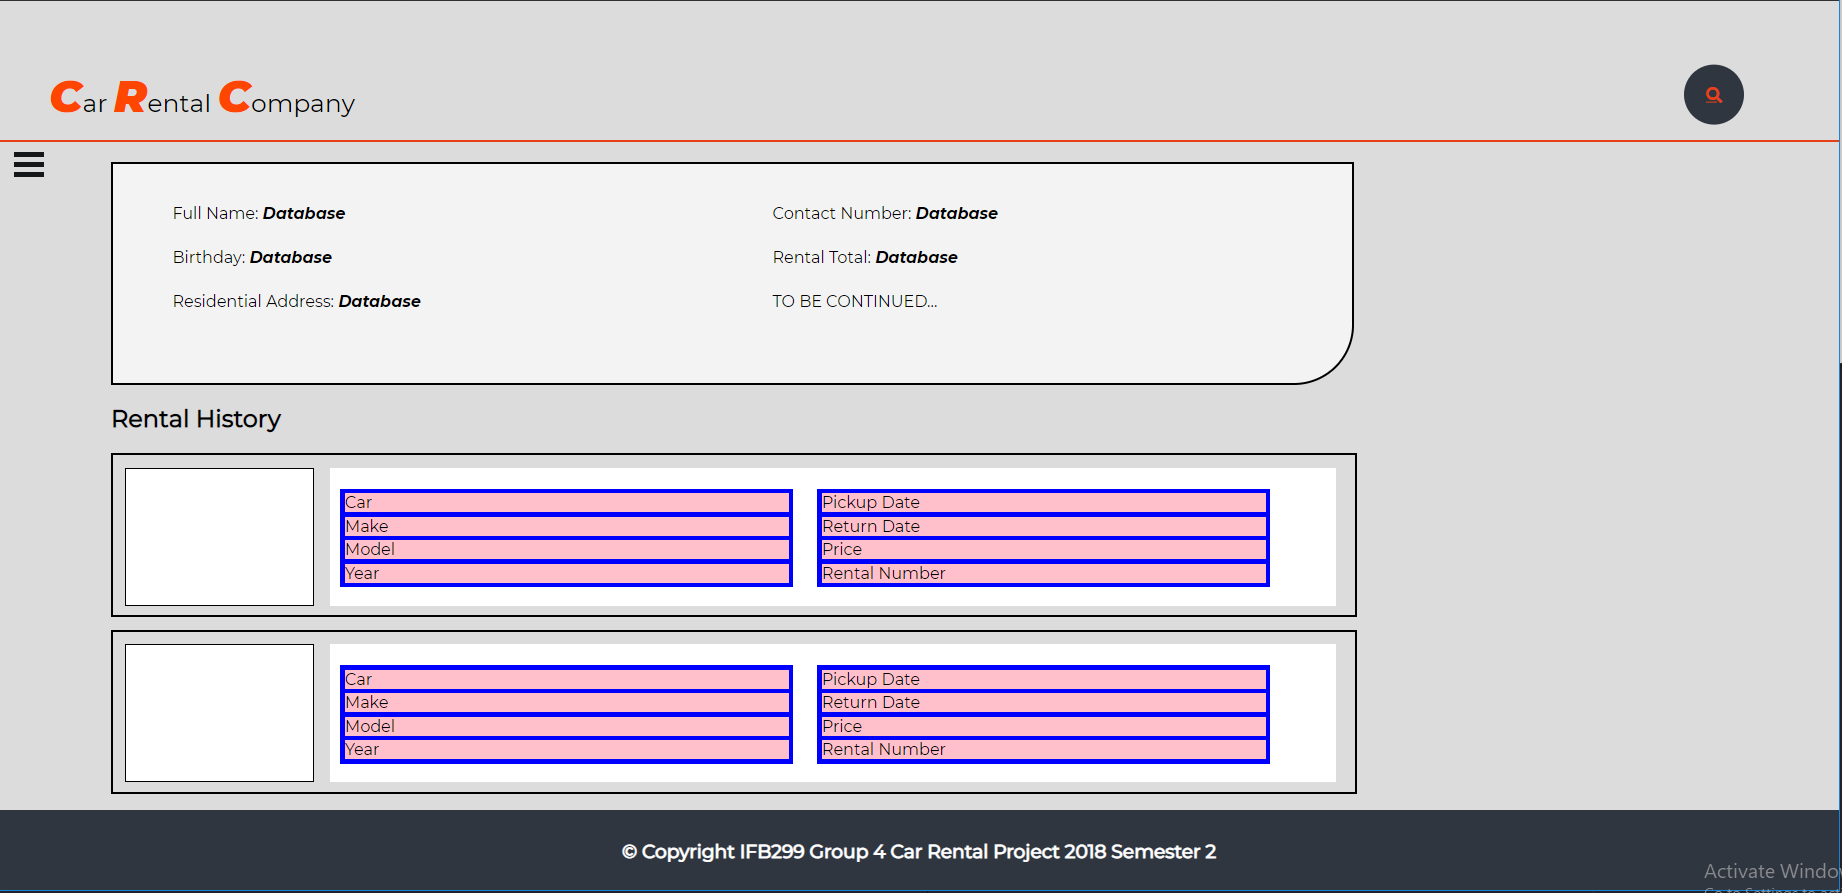 Car Rental Company
Full Name: Database
Contact Number: Database
Birthday: Database
Rental Total: Database
Residential Address: Database
TO BE CONTINUED...
Rental History
Car
Make
Model
Year
Pickup Date
Return Date
Price
Rental Number
Car
Make
Model
Year
Pickup Date
Return Date
Price
Rental Number
© Copyright IFB299 Group 4 Car Rental Project 2018 Semester 2
Activate Windo